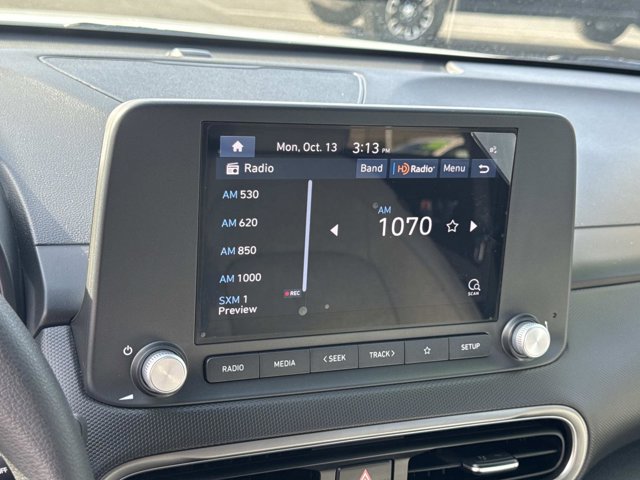 Mon, Oct. 13 3:13 PM
Radio Band HD Radio Menu
AM 530
AM 620
AM 850
AM 1000
SXM 1
Preview
AM
1070
REC
SCAN
RADIO MEDIA < SEEK TRACK > SETUP